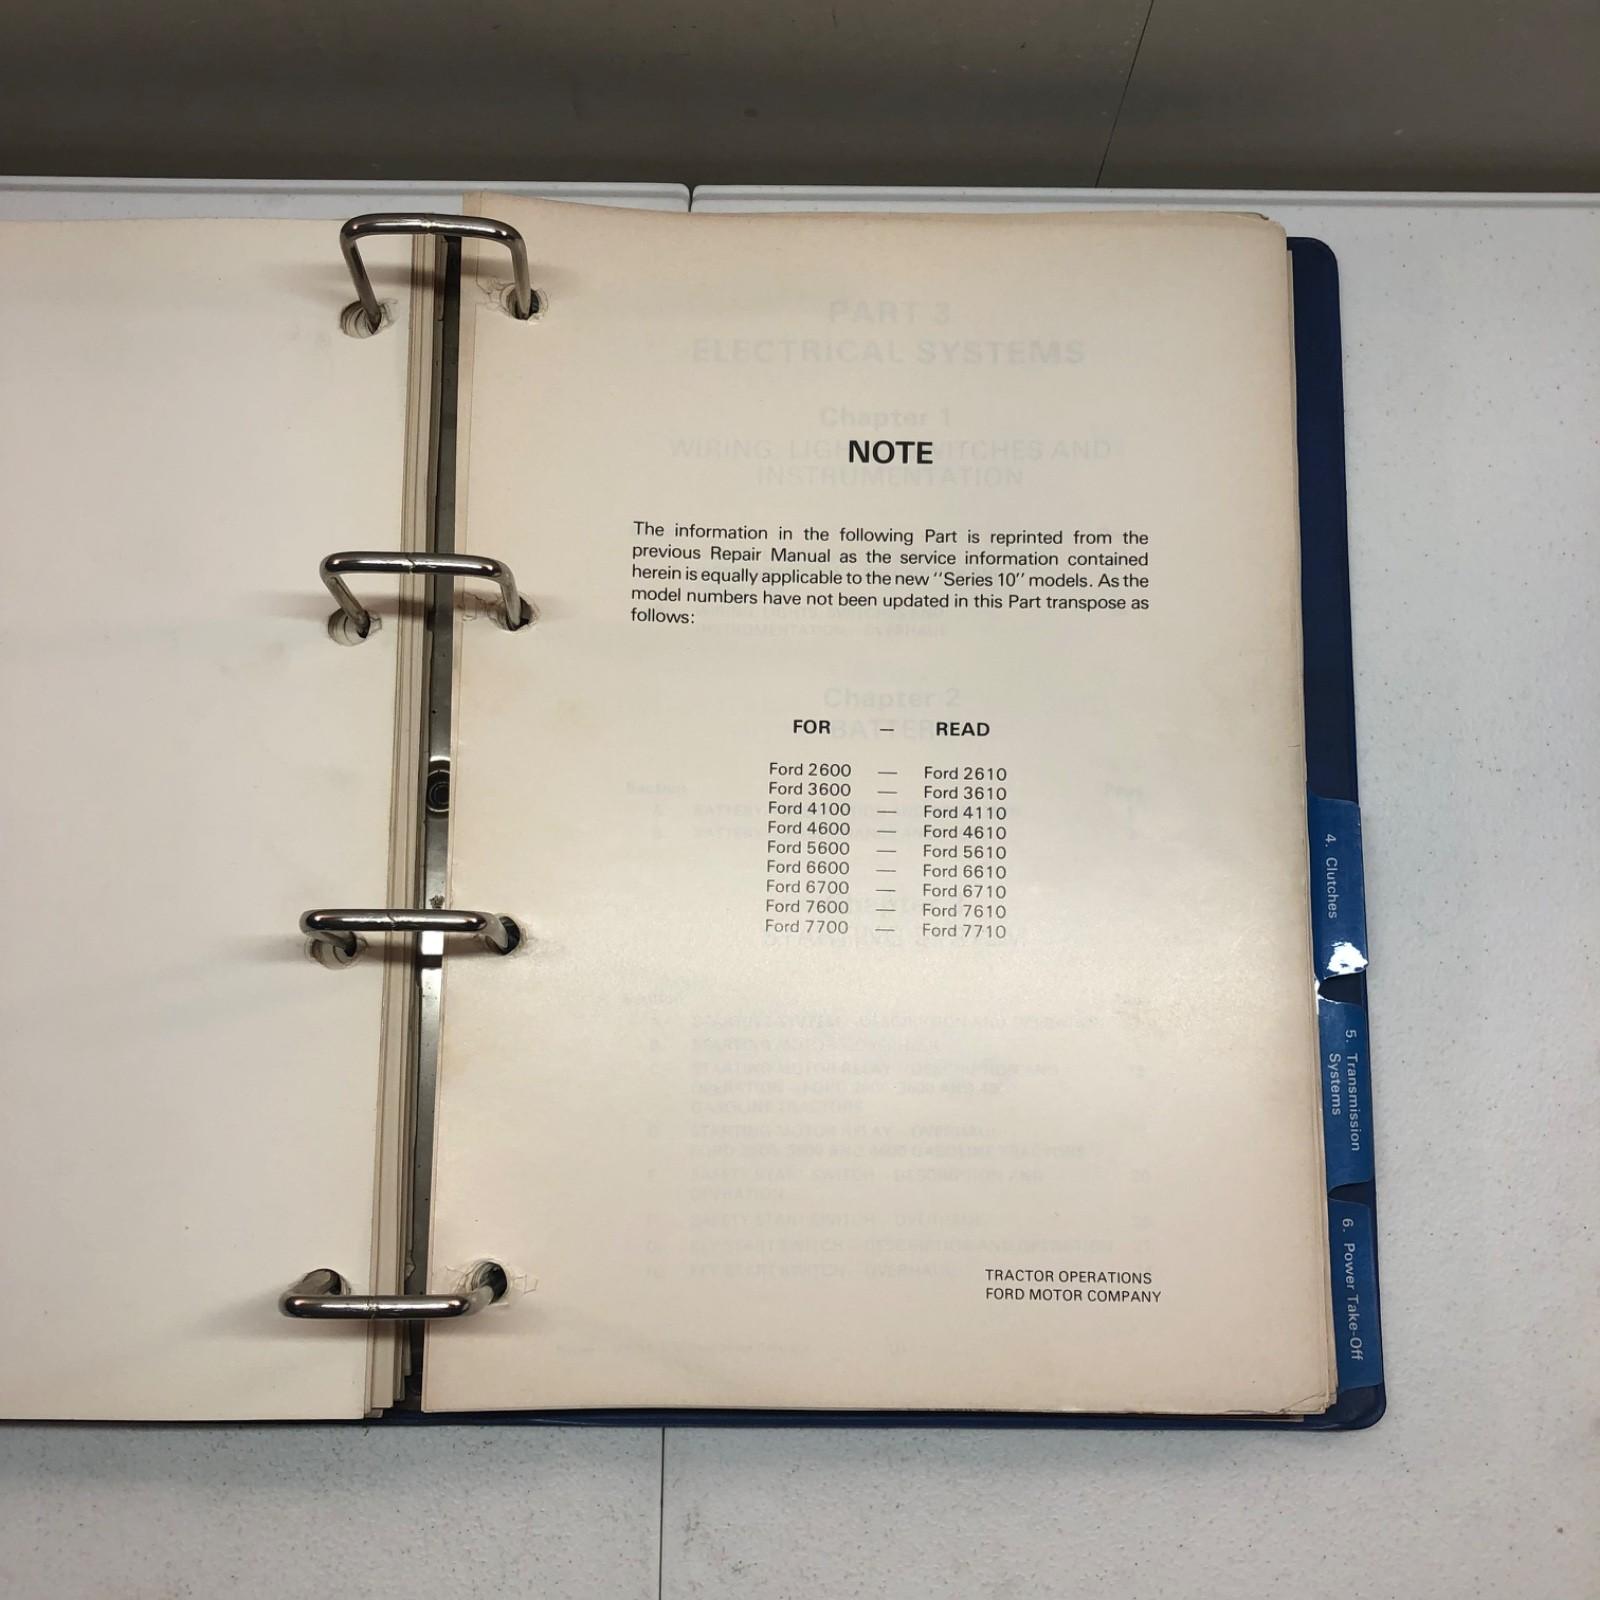 PART 3
ELECTRICAL SYSTEMS
Chapter 1
NOTE
INSTRUMENTATION
The information in the following Part is reprinted from the
previous Repair Manual as the service information contained
herein is equally applicable to the new "Series 10" models. As the
model numbers have not been updated in this Part transpose as
follows:
Chapter 2
FOR — READ
Ford 2600 — Ford 2610
Ford 3600 — Ford 3610
Ford 4100 — Ford 4110
Ford 4600 — Ford 4610
Ford 5600 — Ford 5610
Ford 6600 — Ford 6610
Ford 6700 — Ford 6710
Ford 7600 — Ford 7610
Ford 7700 — Ford 7710
TRACTOR OPERATIONS
FORD MOTOR COMPANY
4. Clutches
5. Transmission
Systems
6. Power Take-Off